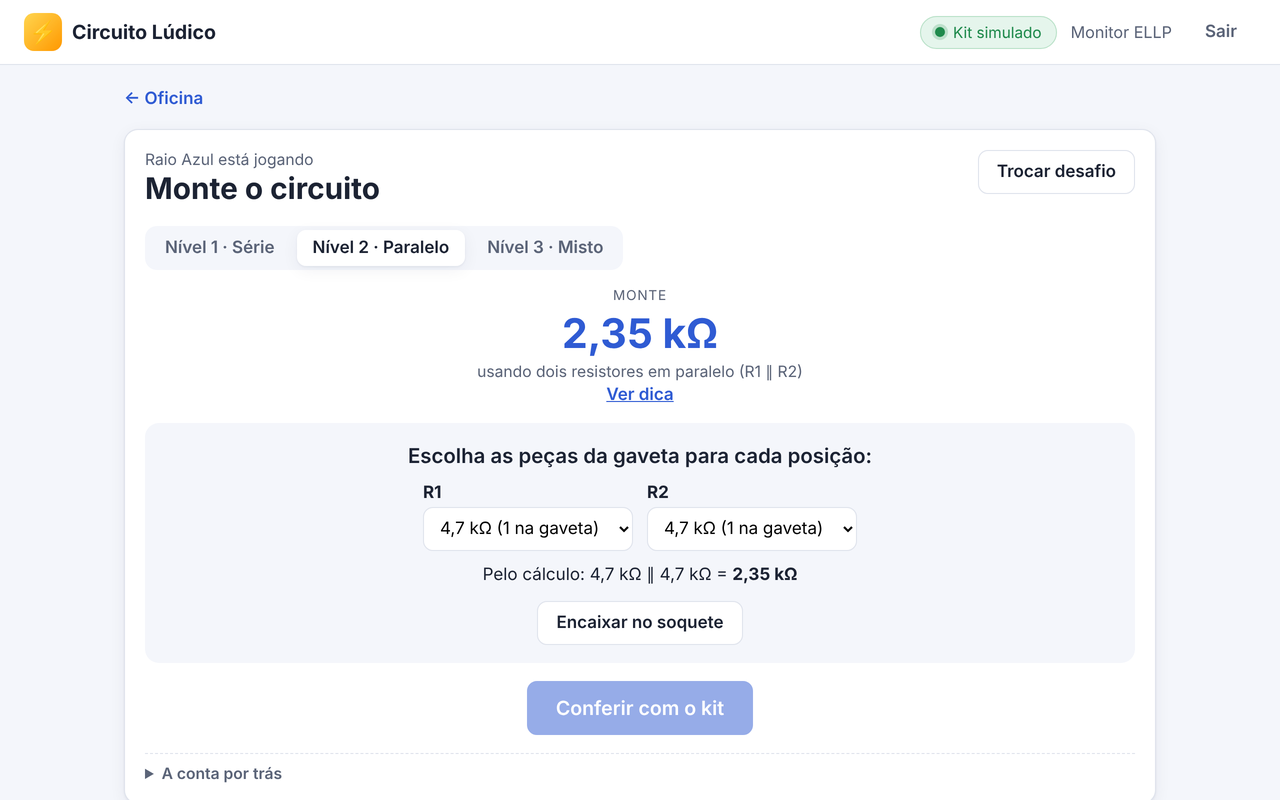 ⚡ Circuito Lúdico
Kit simulado
Monitor ELLP
Sair
← Oficina
Raio Azul está jogando
Monte o circuito
Trocar desafio
Nível 1 · Série
Nível 2 · Paralelo
Nível 3 · Misto
MONTE
2,35 kΩ
usando dois resistores em paralelo (R1 ∥ R2)
Ver dica
Escolha as peças da gaveta para cada posição:
R1
R2
4,7 kΩ (1 na gaveta)
4,7 kΩ (1 na gaveta)
Pelo cálculo: 4,7 kΩ ∥ 4,7 kΩ = 2,35 kΩ
Encaixar no soquete
Conferir com o kit
▶ A conta por trás